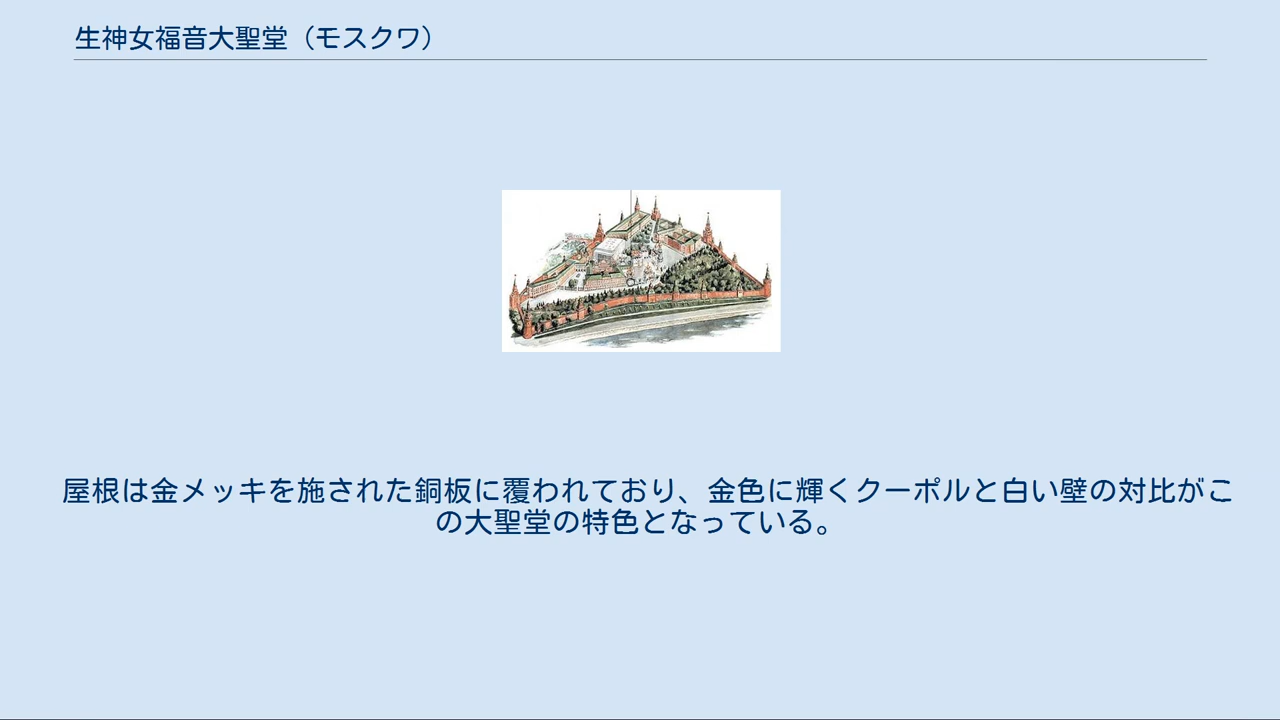 生神女福音大聖堂（モスクワ）
屋根は金メッキを施された銅板に覆われており、金色に輝くクーポルと白い壁の対比がこ
の大聖堂の特色となっている。